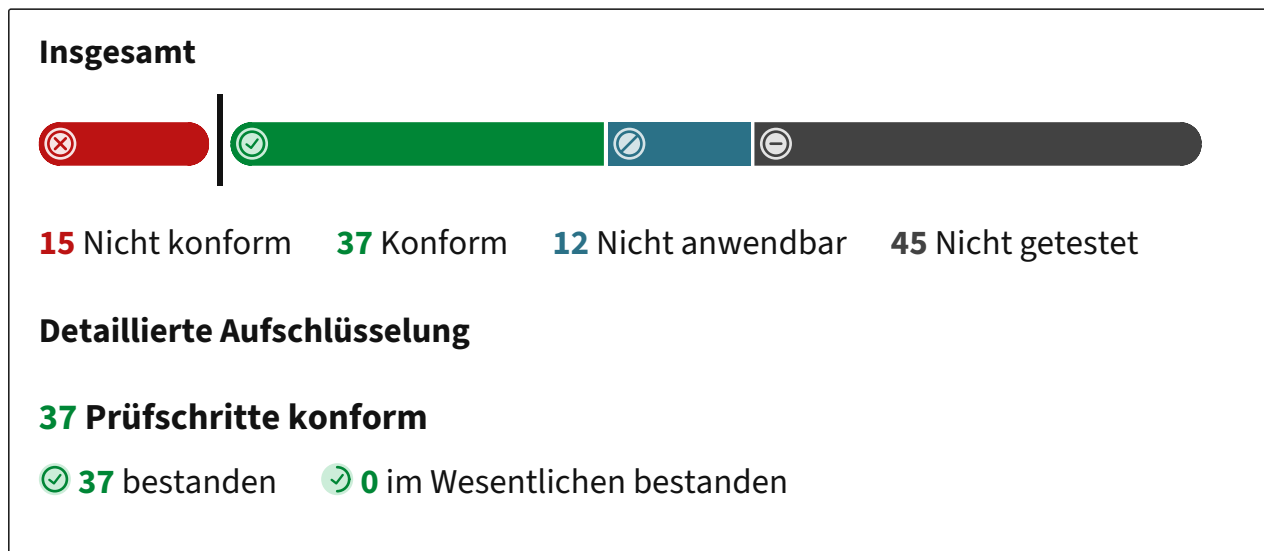 Insgesamt
15 Nicht konform 37 Konform 12 Nicht anwendbar 45 Nicht getestet
Detaillierte Aufschlüsselung
37 Prüfschritte konform
37 bestanden 0 im Wesentlichen bestanden